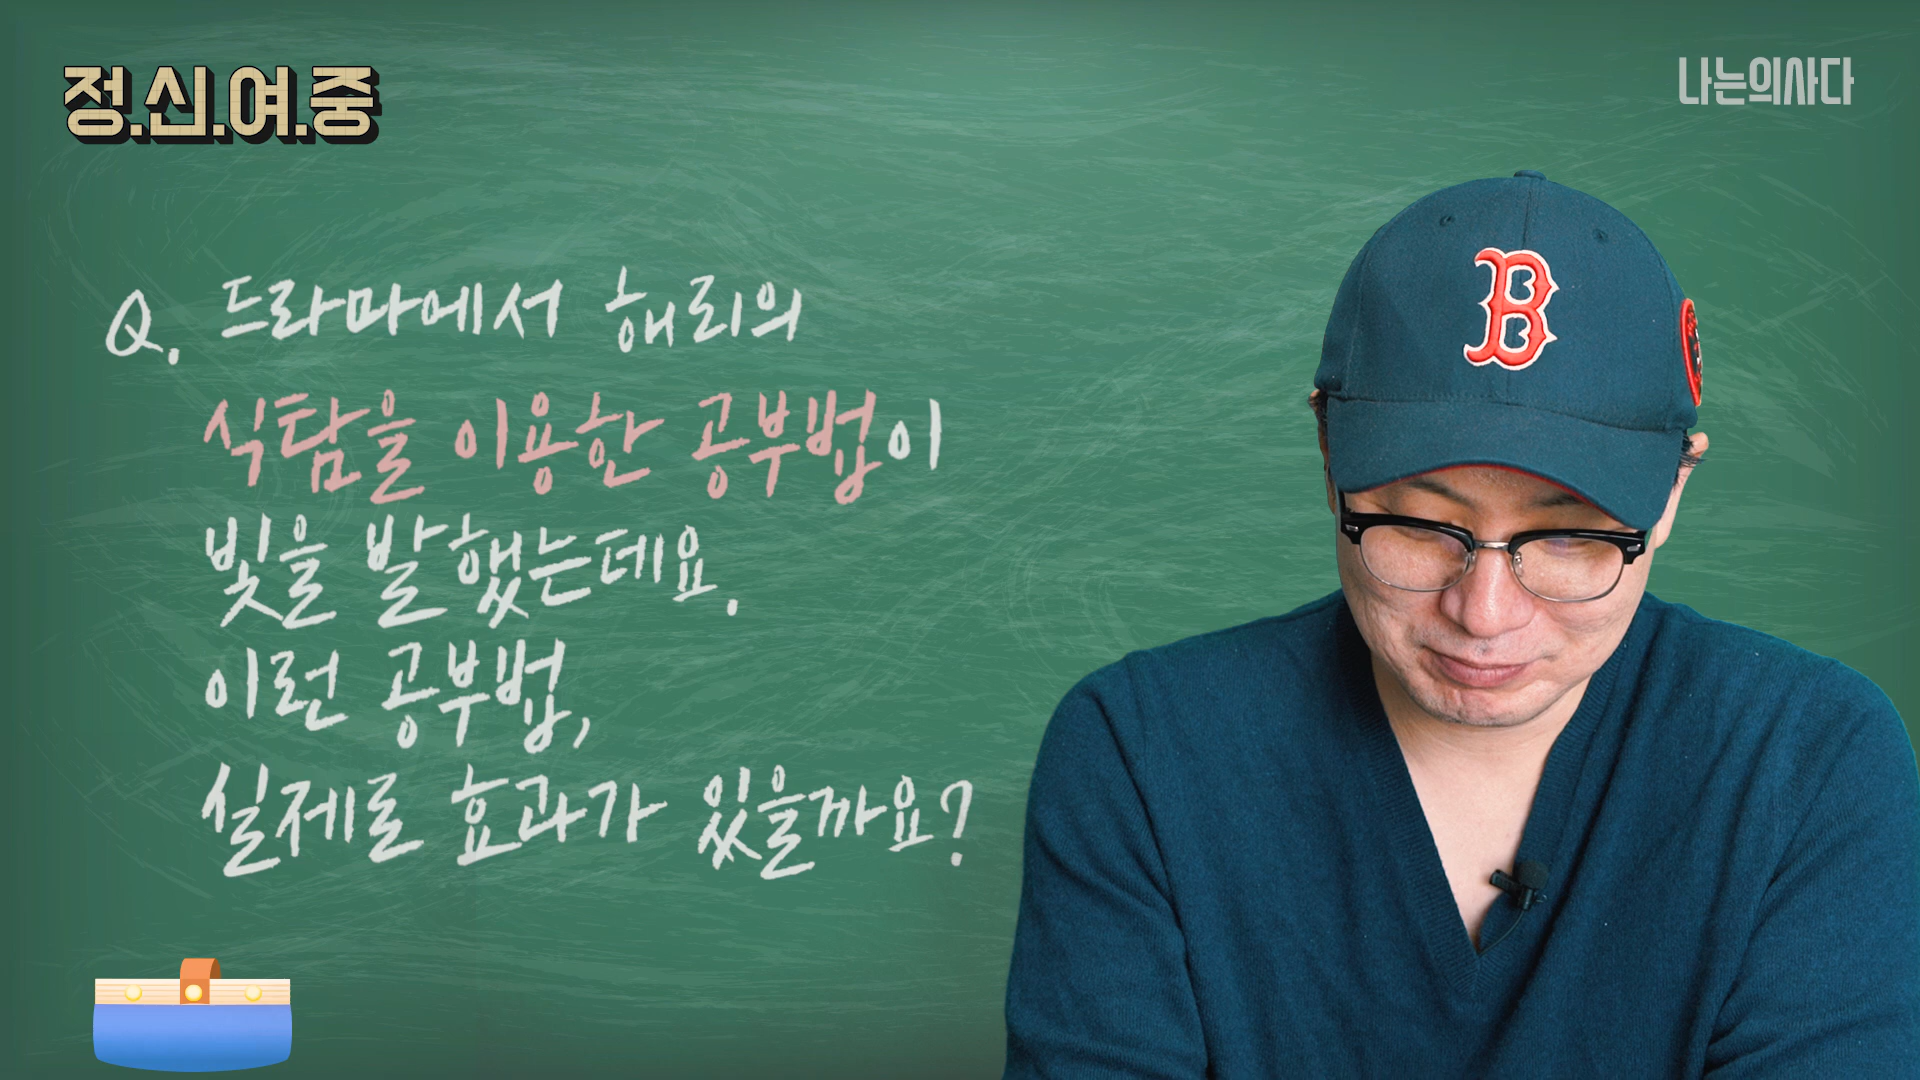 정.신.여.중
나는의사다
Q. 드라마에서 해리의
식탐을 이용한 공부법이
빛을 발했는데요.
이런 공부법,
실제로 효과가 있을까요?
B